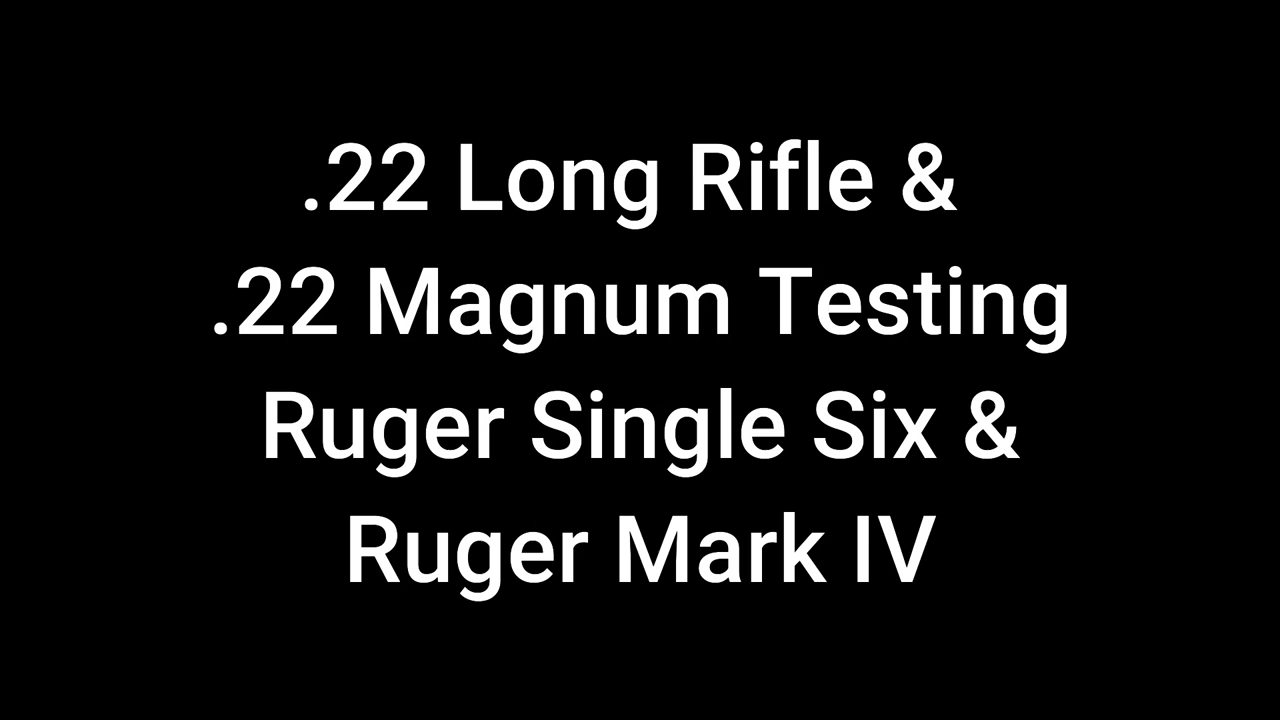 .22 Long Rifle &
.22 Magnum Testing
Ruger Single Six &
Ruger Mark IV